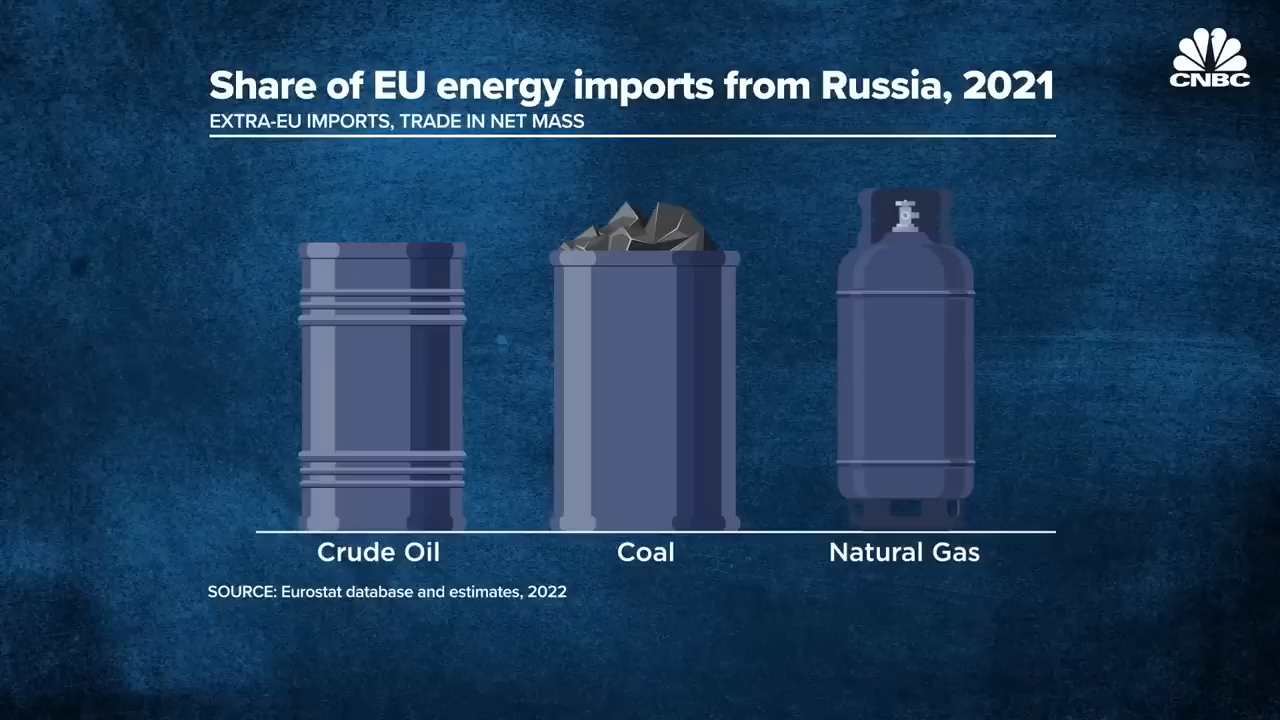 CNBC
Share of EU energy imports from Russia, 2021
EXTRA-EU IMPORTS, TRADE IN NET MASS
Crude Oil
Coal
Natural Gas
SOURCE: Eurostat database and estimates, 2022